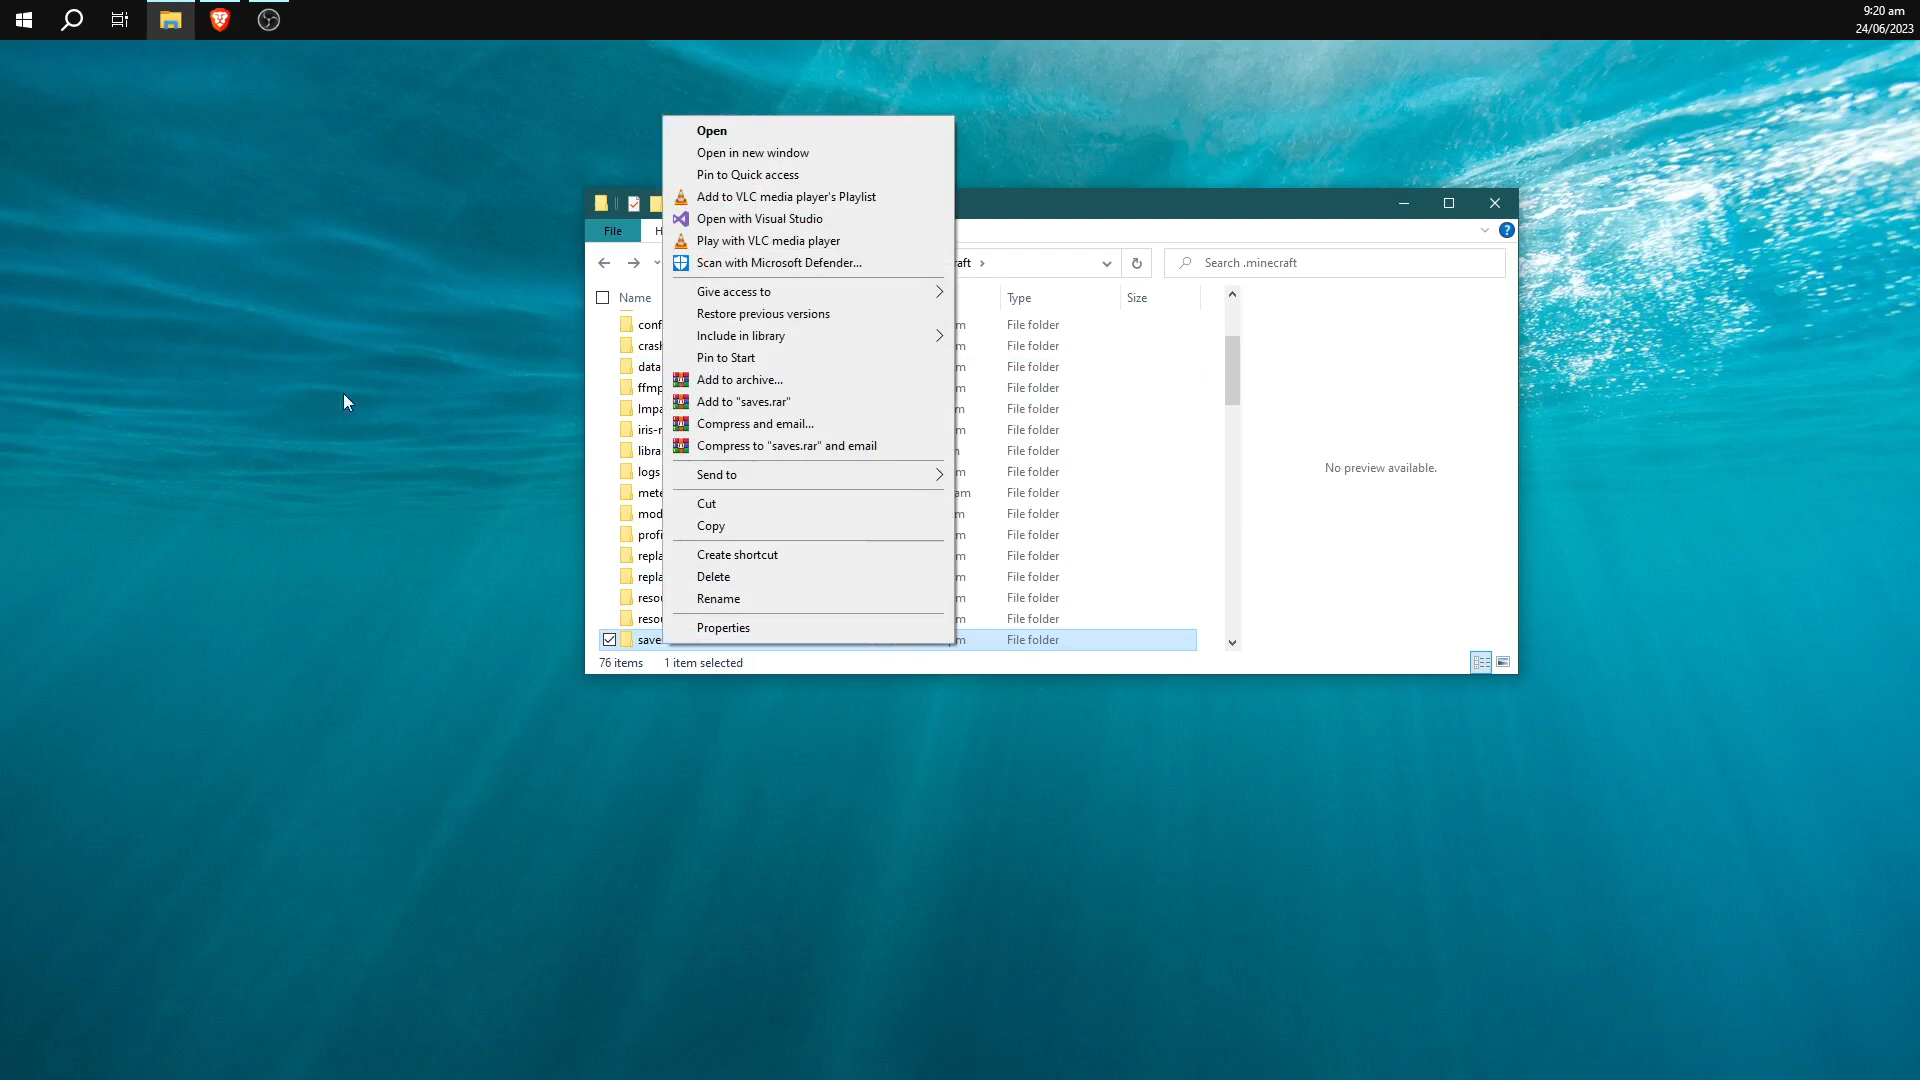 9:20 am
24/06/2023
Open
Open in new window
Pin to Quick access
Add to VLC media player's Playlist
Open with Visual Studio
Play with VLC media player
Scan with Microsoft Defender...
Give access to
Restore previous versions
Include in library
Pin to Start
Add to archive...
Add to "saves.rar"
Compress and email...
Compress to "saves.rar" and email
Send to
Cut
Copy
Create shortcut
Delete
Rename
Properties
File H
?
raft
Search .minecraft
Name Type Size
conf m File folder
crash m File folder
data m File folder
ffmp m File folder
Impa m File folder
iris-r m File folder
libra File folder
logs m File folder
mete am File folder
mod m File folder
profi m File folder
repla m File folder
repla m File folder
resou m File folder
resou m File folder
save m File folder
No preview available.
76 items 1 item selected